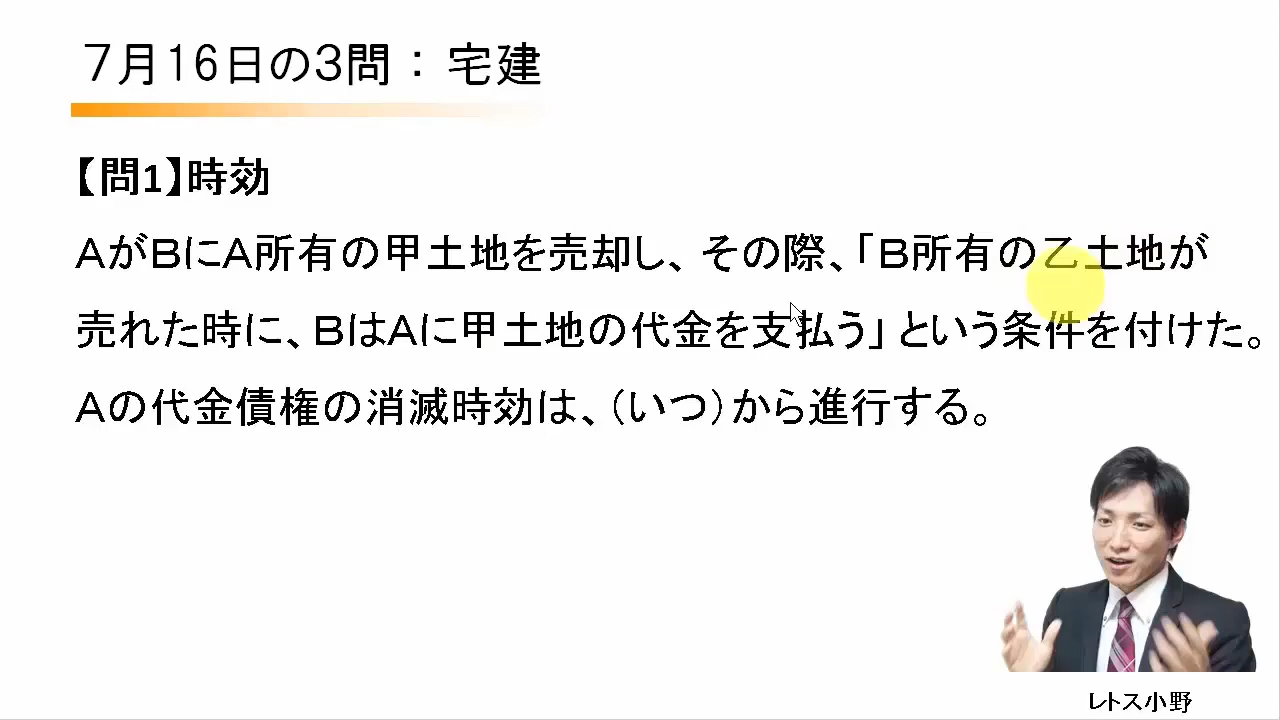 7月16日の3問：宅建
【問1】時効
AがBにA所有の甲土地を売却し、その際、「B所有の乙土地が
売れた時に、BはAに甲土地の代金を支払う」という条件を付けた。
Aの代金債権の消滅時効は、（いつ）から進行する。
レトス小野